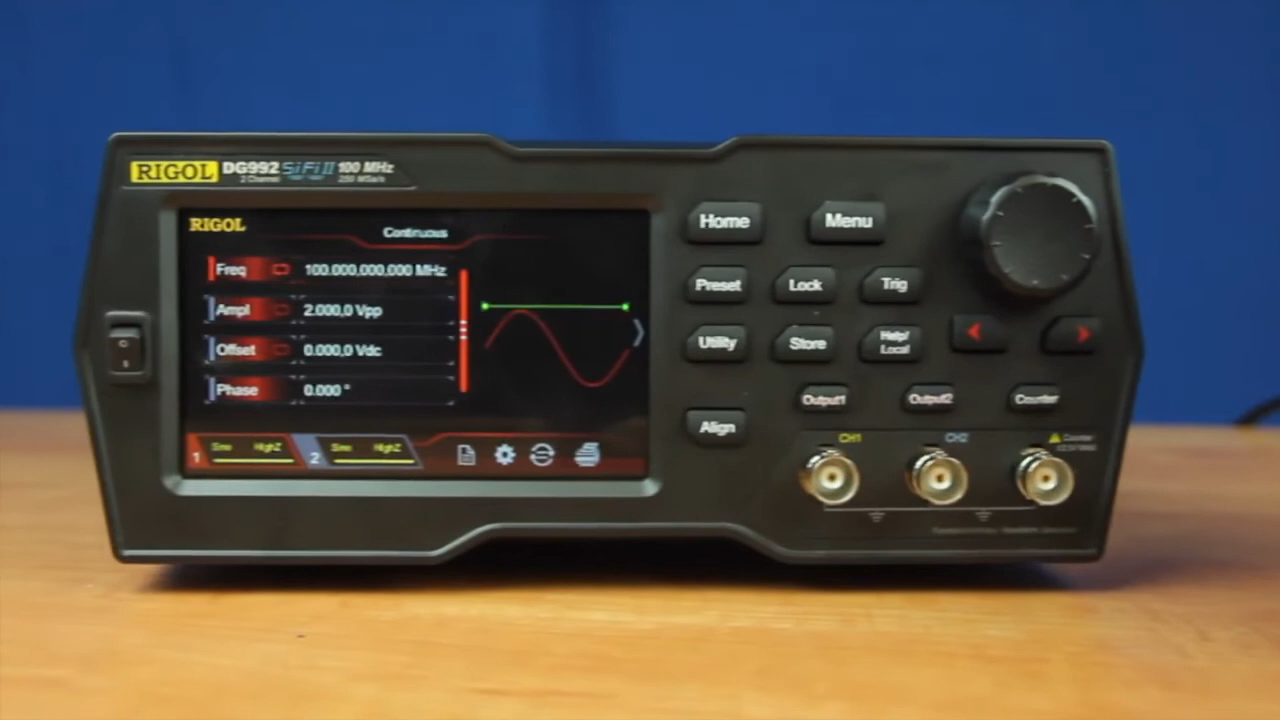 RIGOL DG992 SiFi II 100 MHz
2 Channel 250 MSa/s
RIGOL
Continuous
Freq 100.000,000,000 MHz
Ampl 2.000,0 Vpp
Offset 0.000,0 Vdc
Phase 0.000 °
1 Sine HighZ 2 Sine HighZ
Home Menu
Preset Lock Trig
Utility Store Help/
Local
Output1 Output2 Counter
Align
CH1 CH2 Counter